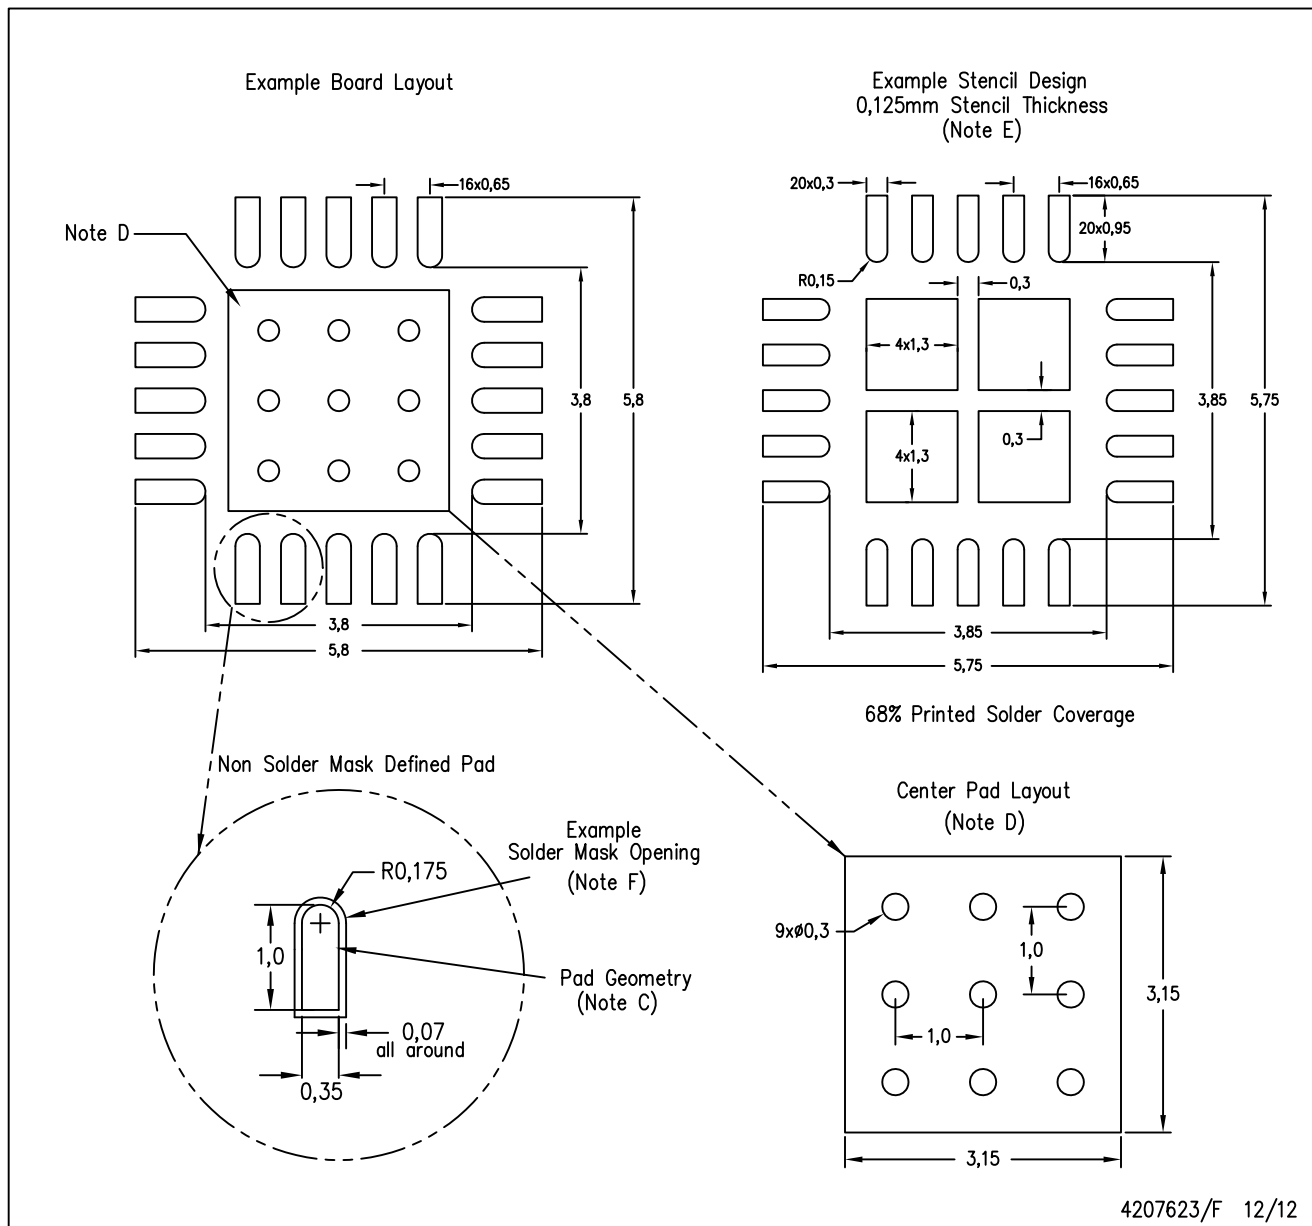 Example Board Layout
16x0,65
Note D
3,8
5,8
3,8
5,8
Example Stencil Design
0,125mm Stencil Thickness
(Note E)
20x0,3
16x0,65
20x0,95
R0,15
0,3
4x1,3
3,85
5,75
0,3
4x1,3
3,85
5,75
68% Printed Solder Coverage
Non Solder Mask Defined Pad
Example
Solder Mask Opening
(Note F)
R0,175
1,0
Pad Geometry
(Note C)
0,07
all around
0,35
Center Pad Layout
(Note D)
9xø0,3
1,0
3,15
1,0
3,15
4207623/F 12/12